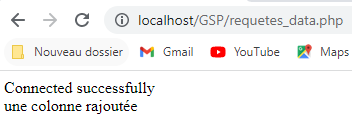 localhost/GSP/requetes_data.php
Nouveau dossier Gmail YouTube Maps
Connected successfully
une colonne rajoutée